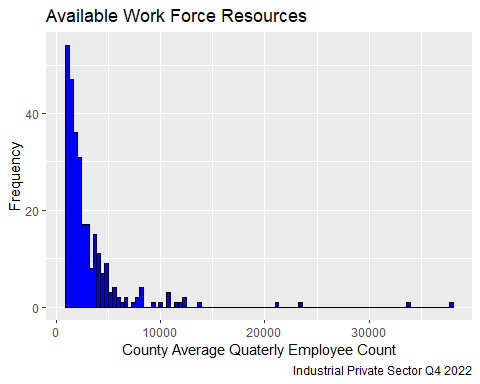 Available Work Force Resources
Frequency
40
20
0
0 10000 20000 30000
County Average Quaterly Employee Count
Industrial Private Sector Q4 2022